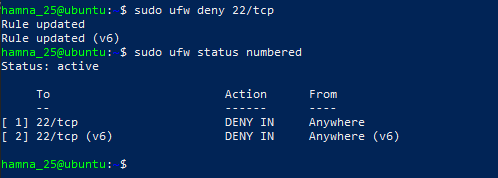 hamna_25@ubuntu:~$ sudo ufw deny 22/tcp
Rule updated
Rule updated (v6)
hamna_25@ubuntu:~$ sudo ufw status numbered
Status: active
To Action From
-- ------ ----
[ 1] 22/tcp DENY IN Anywhere
[ 2] 22/tcp (v6) DENY IN Anywhere (v6)
hamna_25@ubuntu:~$